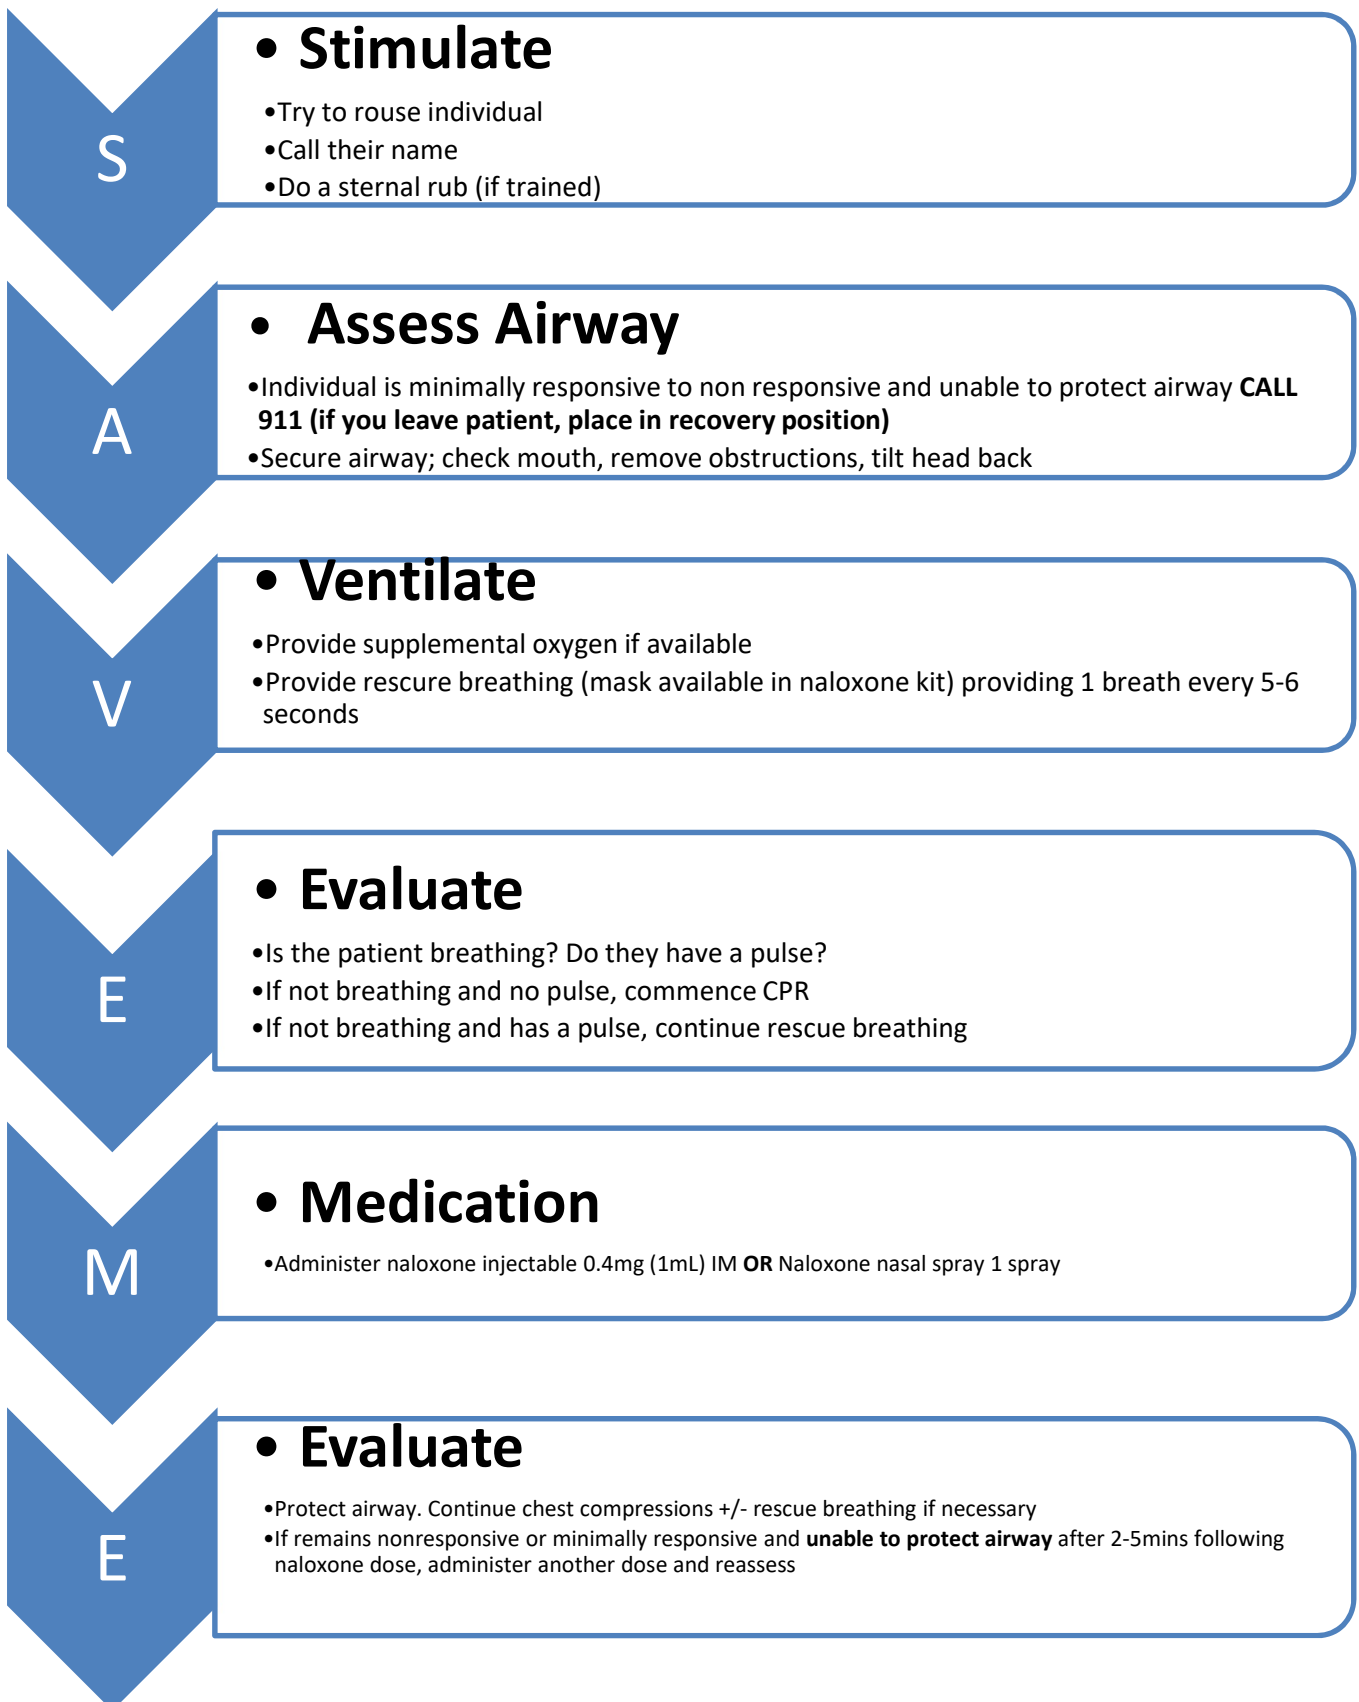 S
• Stimulate
•Try to rouse individual
•Call their name
•Do a sternal rub (if trained)
A
• Assess Airway
•Individual is minimally responsive to non responsive and unable to protect airway CALL
911 (if you leave patient, place in recovery position)
•Secure airway; check mouth, remove obstructions, tilt head back
V
• Ventilate
•Provide supplemental oxygen if available
•Provide rescure breathing (mask available in naloxone kit) providing 1 breath every 5-6
seconds
E
• Evaluate
•Is the patient breathing? Do they have a pulse?
•If not breathing and no pulse, commence CPR
•If not breathing and has a pulse, continue rescue breathing
M
• Medication
•Administer naloxone injectable 0.4mg (1mL) IM OR Naloxone nasal spray 1 spray
E
• Evaluate
•Protect airway. Continue chest compressions +/- rescue breathing if necessary
•If remains nonresponsive or minimally responsive and unable to protect airway after 2-5mins following
naloxone dose, administer another dose and reassess